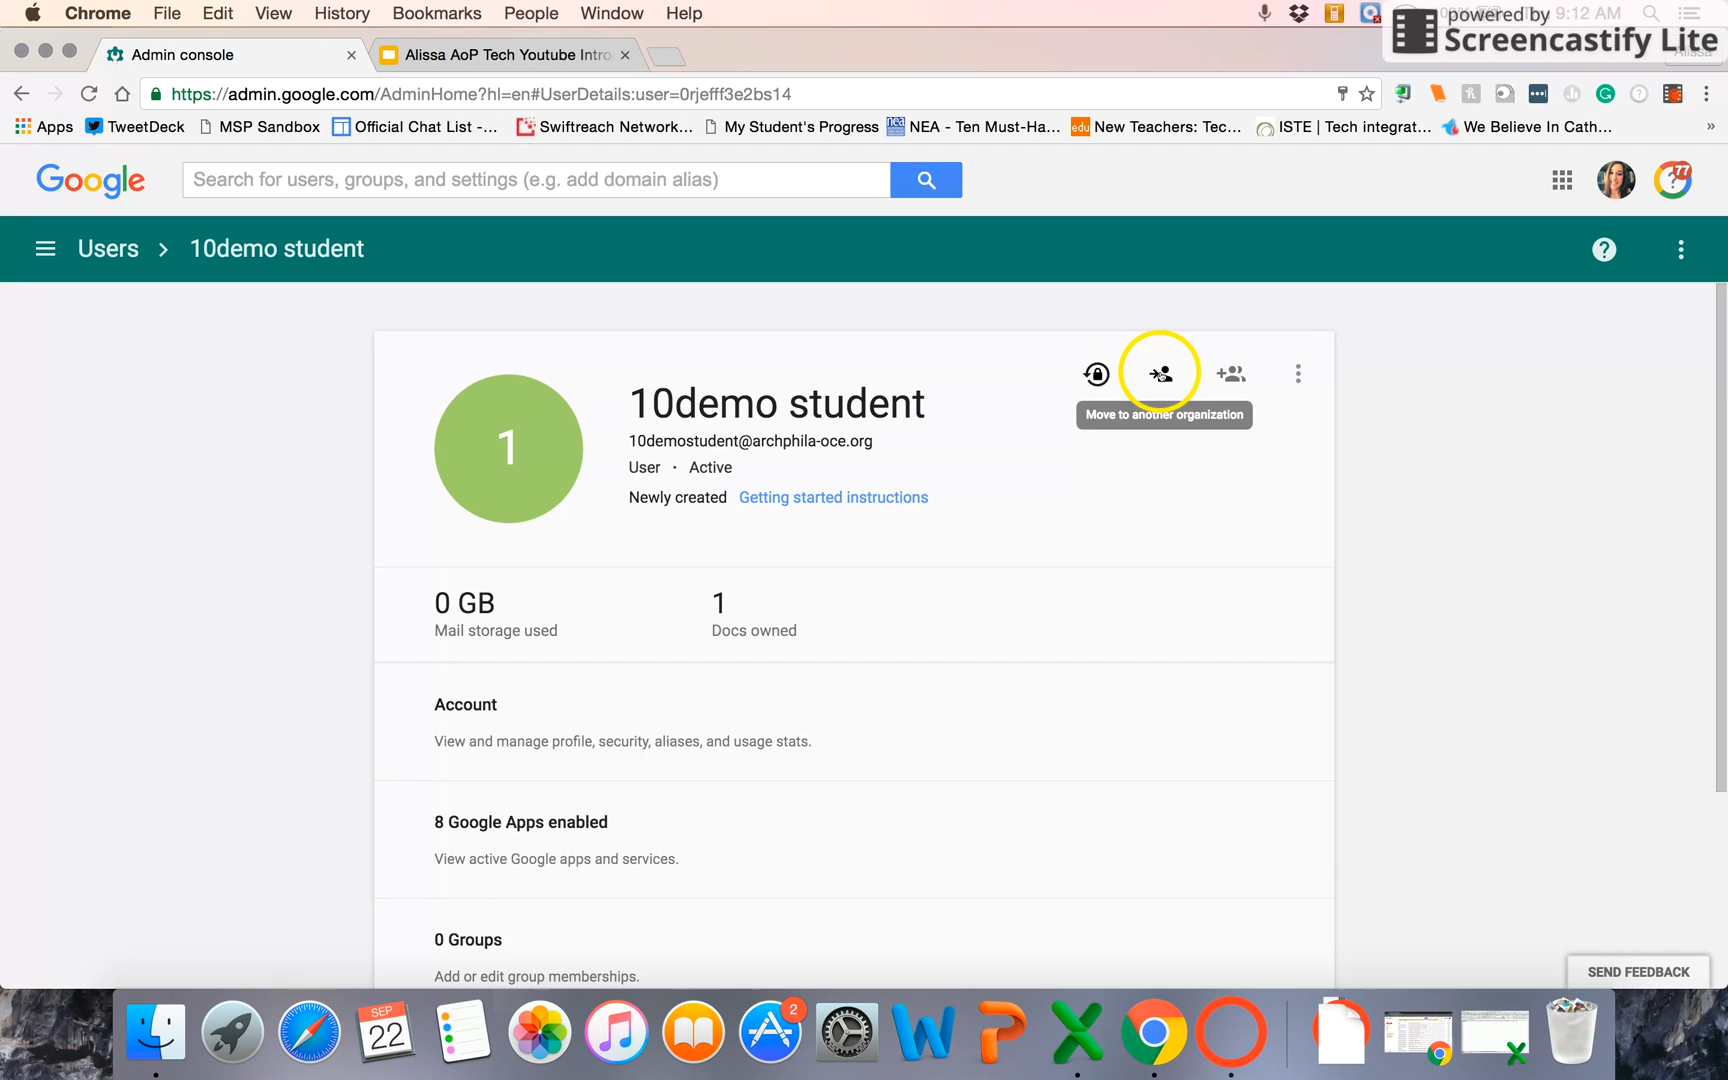 Chrome File Edit View History Bookmarks People Window Help 9:12 AM
powered by
Screencastify Lite
Admin console
Alissa AoP Tech Youtube Intro
https://admin.google.com/AdminHome?hl=en#UserDetails:user=0rjefff3e2bs14
Apps TweetDeck MSP Sandbox Official Chat List -... Swiftreach Network... My Student's Progress NEA - Ten Must-Ha... New Teachers: Tec... ISTE | Tech integrat... We Believe In Cath... »
Google Search for users, groups, and settings (e.g. add domain alias) 77
Users > 10demo student
1
10demo student
Move to another organization
10demostudent@archphila-oce.org
User · Active
Newly created Getting started instructions
0 GB 1
Mail storage used Docs owned
Account
View and manage profile, security, aliases, and usage stats.
8 Google Apps enabled
View active Google apps and services.
0 Groups
Add or edit group memberships.
SEND FEEDBACK
SEP
22
2